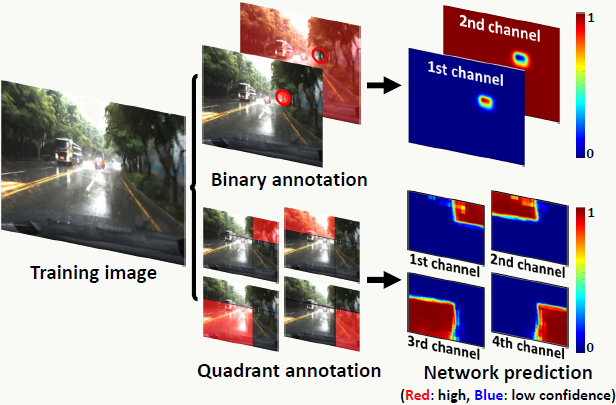 1
2nd channel
1st channel
0
Binary annotation
Training image
1
1st channel
2nd channel
3rd channel
4th channel
0
Quadrant annotation
Network prediction
(Red: high, Blue: low confidence)